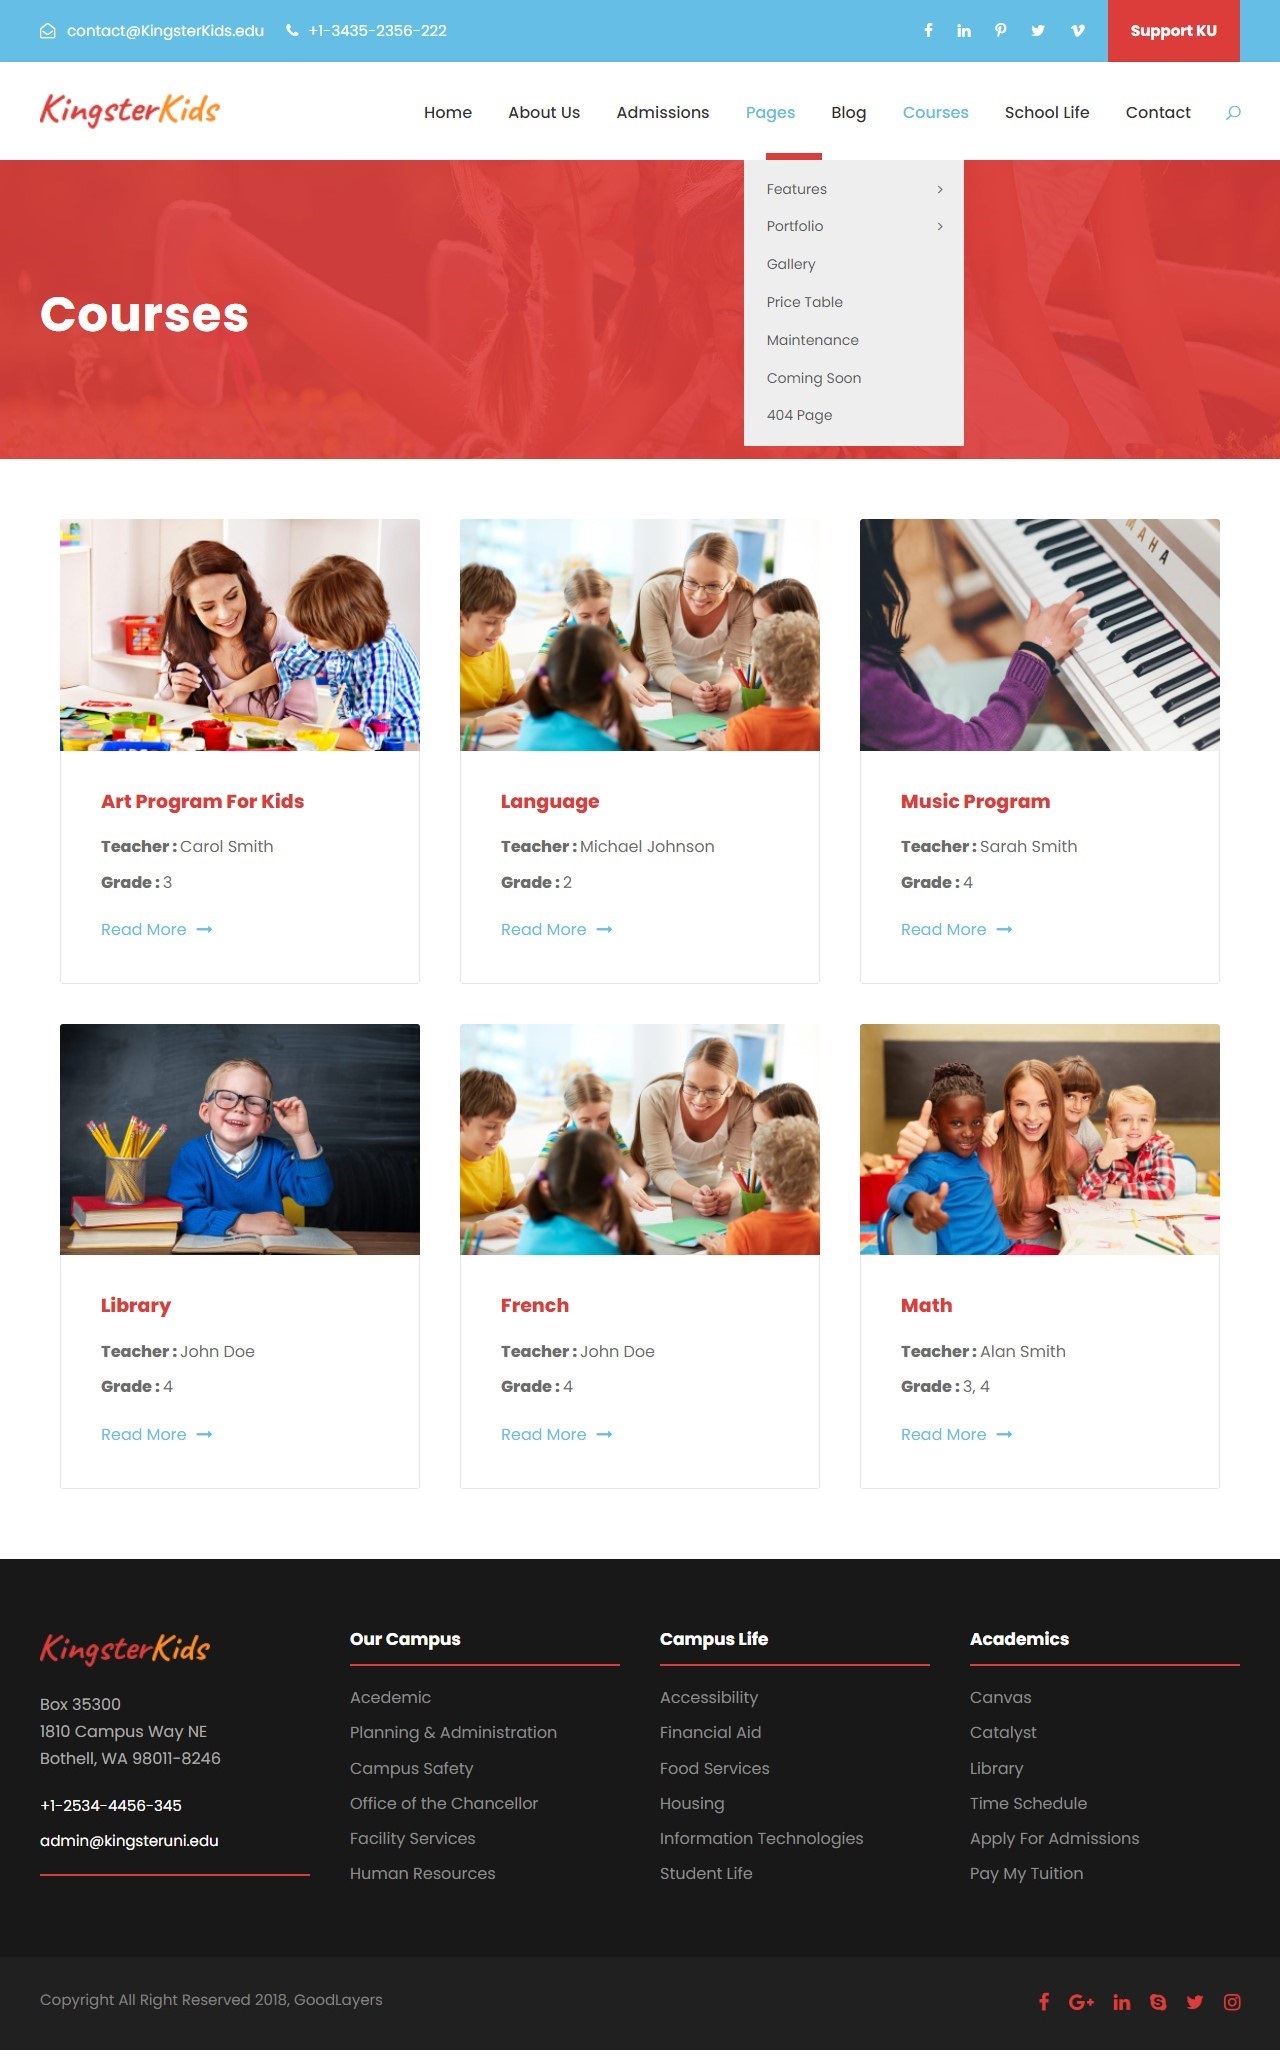 contact@KingsterKids.edu +1-3435-2356-222 Support KU
KingsterKids Home About Us Admissions Pages Blog Courses School Life Contact
Features
Portfolio
Gallery
Price Table
Maintenance
Coming Soon
404 Page
Courses
MAHA
Art Program For Kids
Teacher : Carol Smith
Grade : 3
Read More
Language
Teacher : Michael Johnson
Grade : 2
Read More
Music Program
Teacher : Sarah Smith
Grade : 4
Read More
Library
Teacher : John Doe
Grade : 4
Read More
French
Teacher : John Doe
Grade : 4
Read More
Math
Teacher : Alan Smith
Grade : 3, 4
Read More
KingsterKids
Box 35300
1810 Campus Way NE
Bothell, WA 98011-8246
+1-2534-4456-345
admin@kingsteruni.edu
Our Campus
Acedemic
Planning & Administration
Campus Safety
Office of the Chancellor
Facility Services
Human Resources
Campus Life
Accessibility
Financial Aid
Food Services
Housing
Information Technologies
Student Life
Academics
Canvas
Catalyst
Library
Time Schedule
Apply For Admissions
Pay My Tuition
Copyright All Right Reserved 2018, GoodLayers